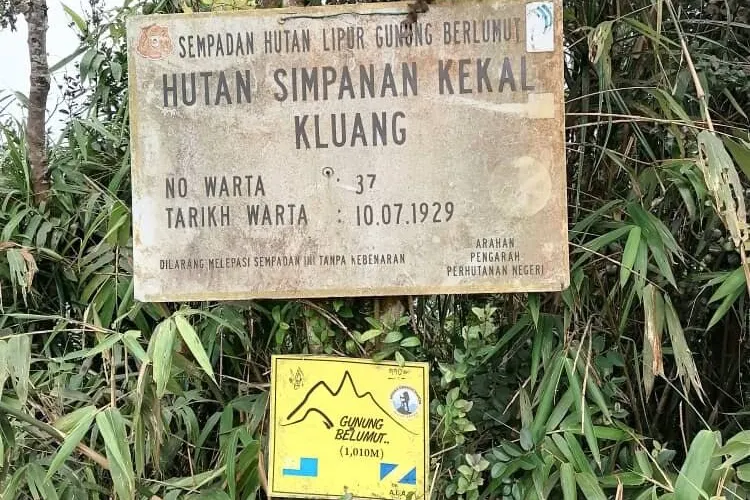 SEMPADAN HUTAN LIPUR GUNUNG BERLUMUT
HUTAN SIMPANAN KEKAL
KLUANG
NO WARTA : 37
TARIKH WARTA : 10.07.1929
DILARANG MELEPASI SEMPADAN INI TANPA KEBENARAN
ARAHAN
PENGARAH
PERHUTANAN NEGERI
GUNUNG
BELUMUT..
(1,010M)